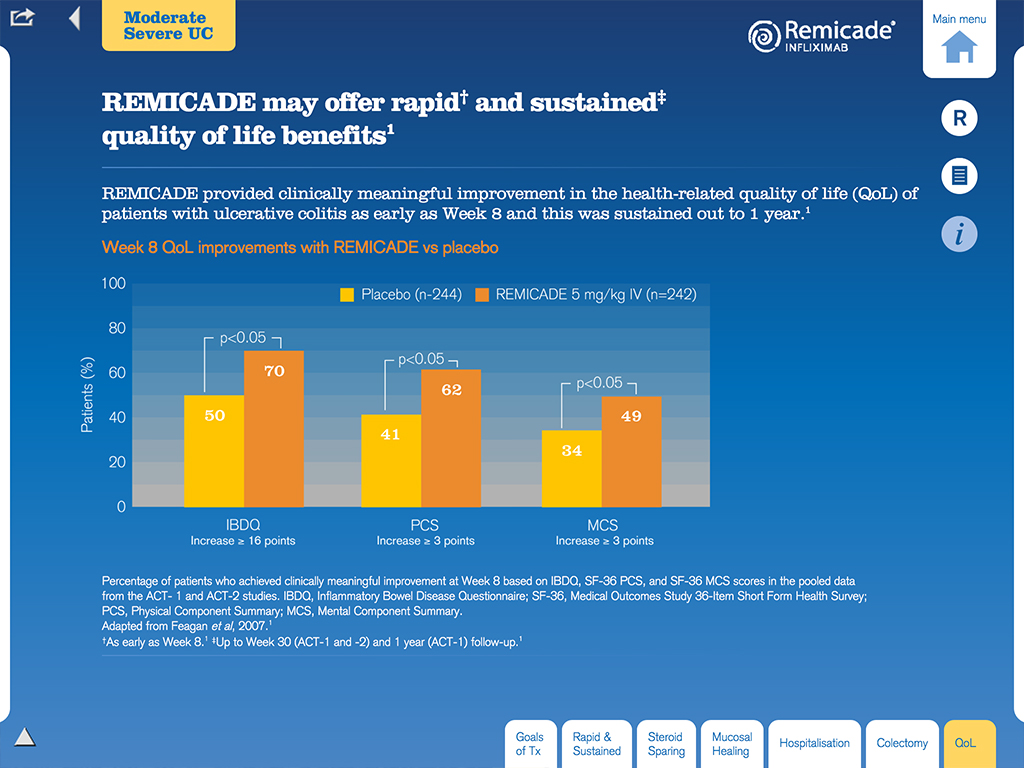 Moderate
Severe UC
Remicade®
INFLIXIMAB
Main menu
R
i
REMICADE may offer rapid† and sustained‡
quality of life benefits¹
REMICADE provided clinically meaningful improvement in the health-related quality of life (QoL) of
patients with ulcerative colitis as early as Week 8 and this was sustained out to 1 year.¹
Week 8 QoL improvements with REMICADE vs placebo
Placebo (n-244) REMICADE 5 mg/kg IV (n=242)
Patients (%)
100
80
60
40
20
0
p<0.05
50
70
p<0.05
41
62
p<0.05
34
49
IBDQ
Increase ≥ 16 points
PCS
Increase ≥ 3 points
MCS
Increase ≥ 3 points
Percentage of patients who achieved clinically meaningful improvement at Week 8 based on IBDQ, SF-36 PCS, and SF-36 MCS scores in the pooled data
from the ACT- 1 and ACT-2 studies. IBDQ, Inflammatory Bowel Disease Questionnaire; SF-36, Medical Outcomes Study 36-Item Short Form Health Survey;
PCS, Physical Component Summary; MCS, Mental Component Summary.
Adapted from Feagan et al, 2007.¹
†As early as Week 8.¹ ‡Up to Week 30 (ACT-1 and -2) and 1 year (ACT-1) follow-up.¹
Goals
of Tx
Rapid &
Sustained
Steroid
Sparing
Mucosal
Healing
Hospitalisation
Colectomy
QoL